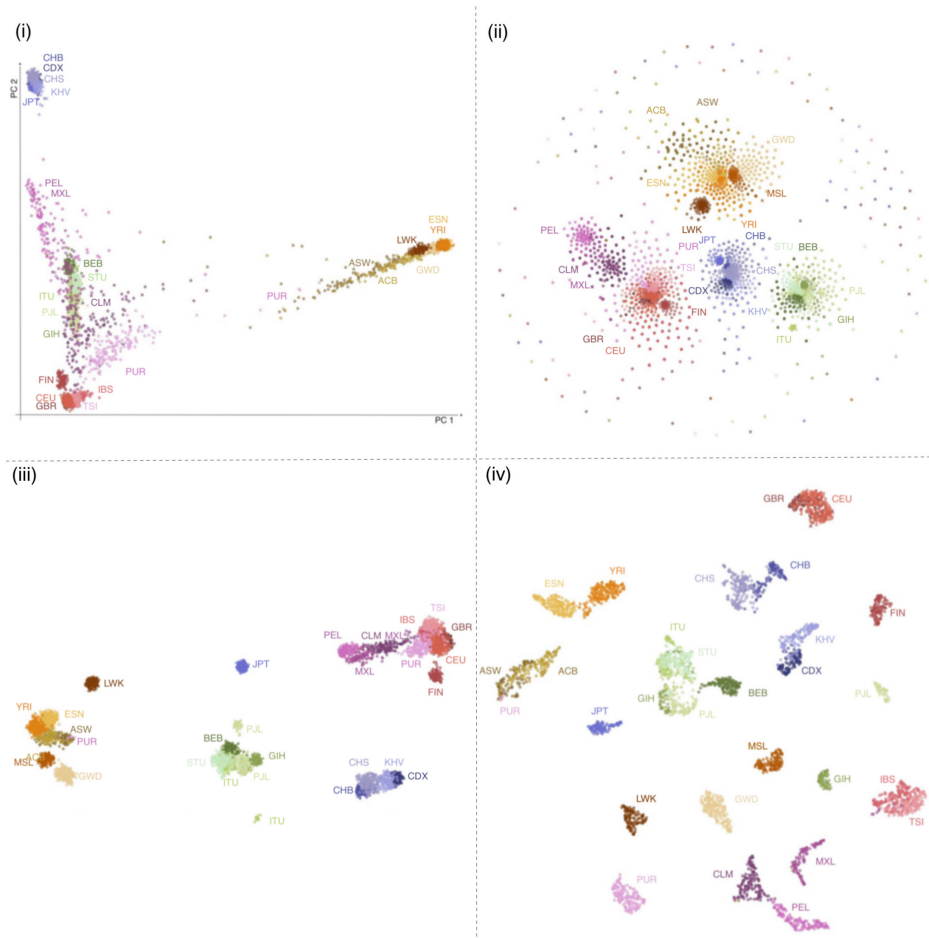 (i)
CHB
CDX
CHS
KHV
JPT
PC 2
PEL
MXL
BEB
STU
ITU
PJL
CLM
GIH
PUR
ASW
ACB
PUR
LWK
ESN
YRI
GWD
FIN
IBS
CEU
GBR
TSI
PC 1
(ii)
ASW
ACB
GWD
ESN
MSL
LWK
YRI
PEL
PUR
JPT
CHB
STU
BEB
CLM
TSI
CHS
MXL
CDX
PJL
FIN
KHV
GIH
GBR
ITU
CEU
(iii)
TSI
IBS
GBR
PEL
CLM
MXL
MXL
PUR
CEU
FIN
JPT
LWK
YRI
ESN
ASW
PUR
MSL
GWD
PJL
BEB
STU
GIH
PJL
ITU
CHS
KHV
CDX
CHB
ITU
(iv)
GBR
CEU
YRI
ESN
CHS
CHB
FIN
ITU
KHV
STU
CDX
ASW
ACB
PUR
GIH
BEB
PJL
PJL
JPT
MSL
GIH
IBS
LWK
GWD
TSI
MXL
CLM
PUR
PEL